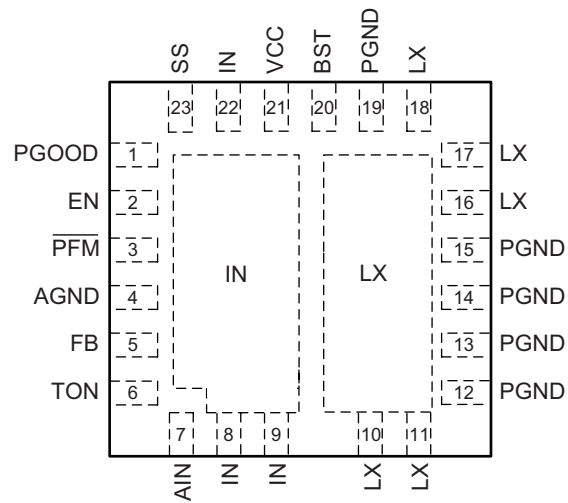 SS IN VCC BST PGND LX
23 22 21 20 19 18
PGOOD 1 17 LX
EN 2 16 LX
PFM 3 15 PGND
IN LX
AGND 4 14 PGND
FB 5 13 PGND
TON 6 12 PGND
7 8 9 10 11
AIN IN IN LX LX